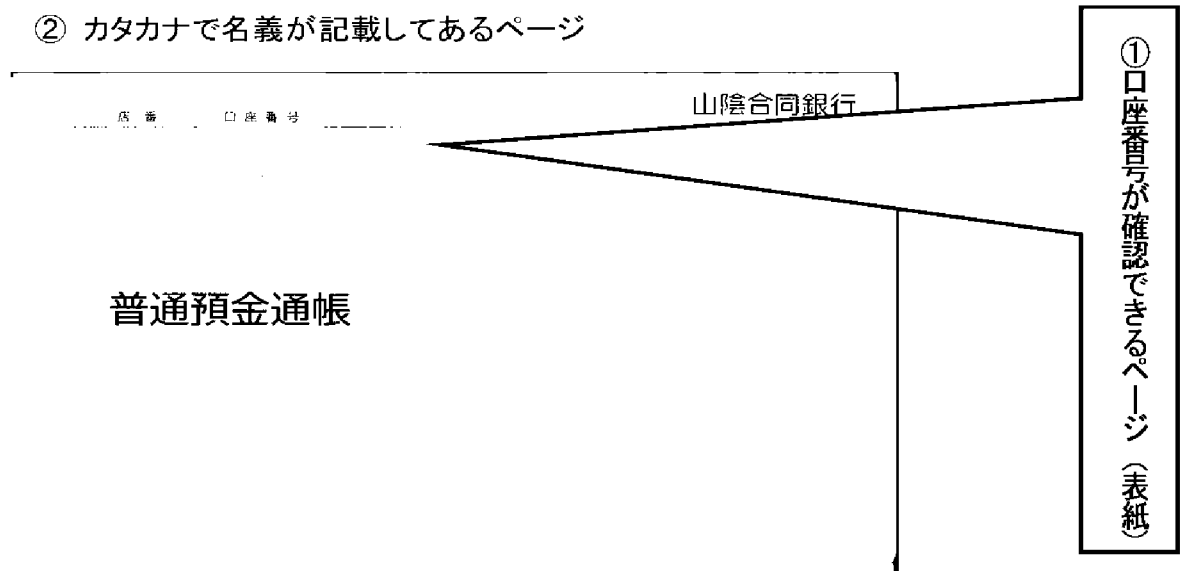 ② カタカナで名義が記載してあるページ
山陰合同銀行
店番 口座番号
普通預金通帳
①口座番号が確認できるページ（表紙）